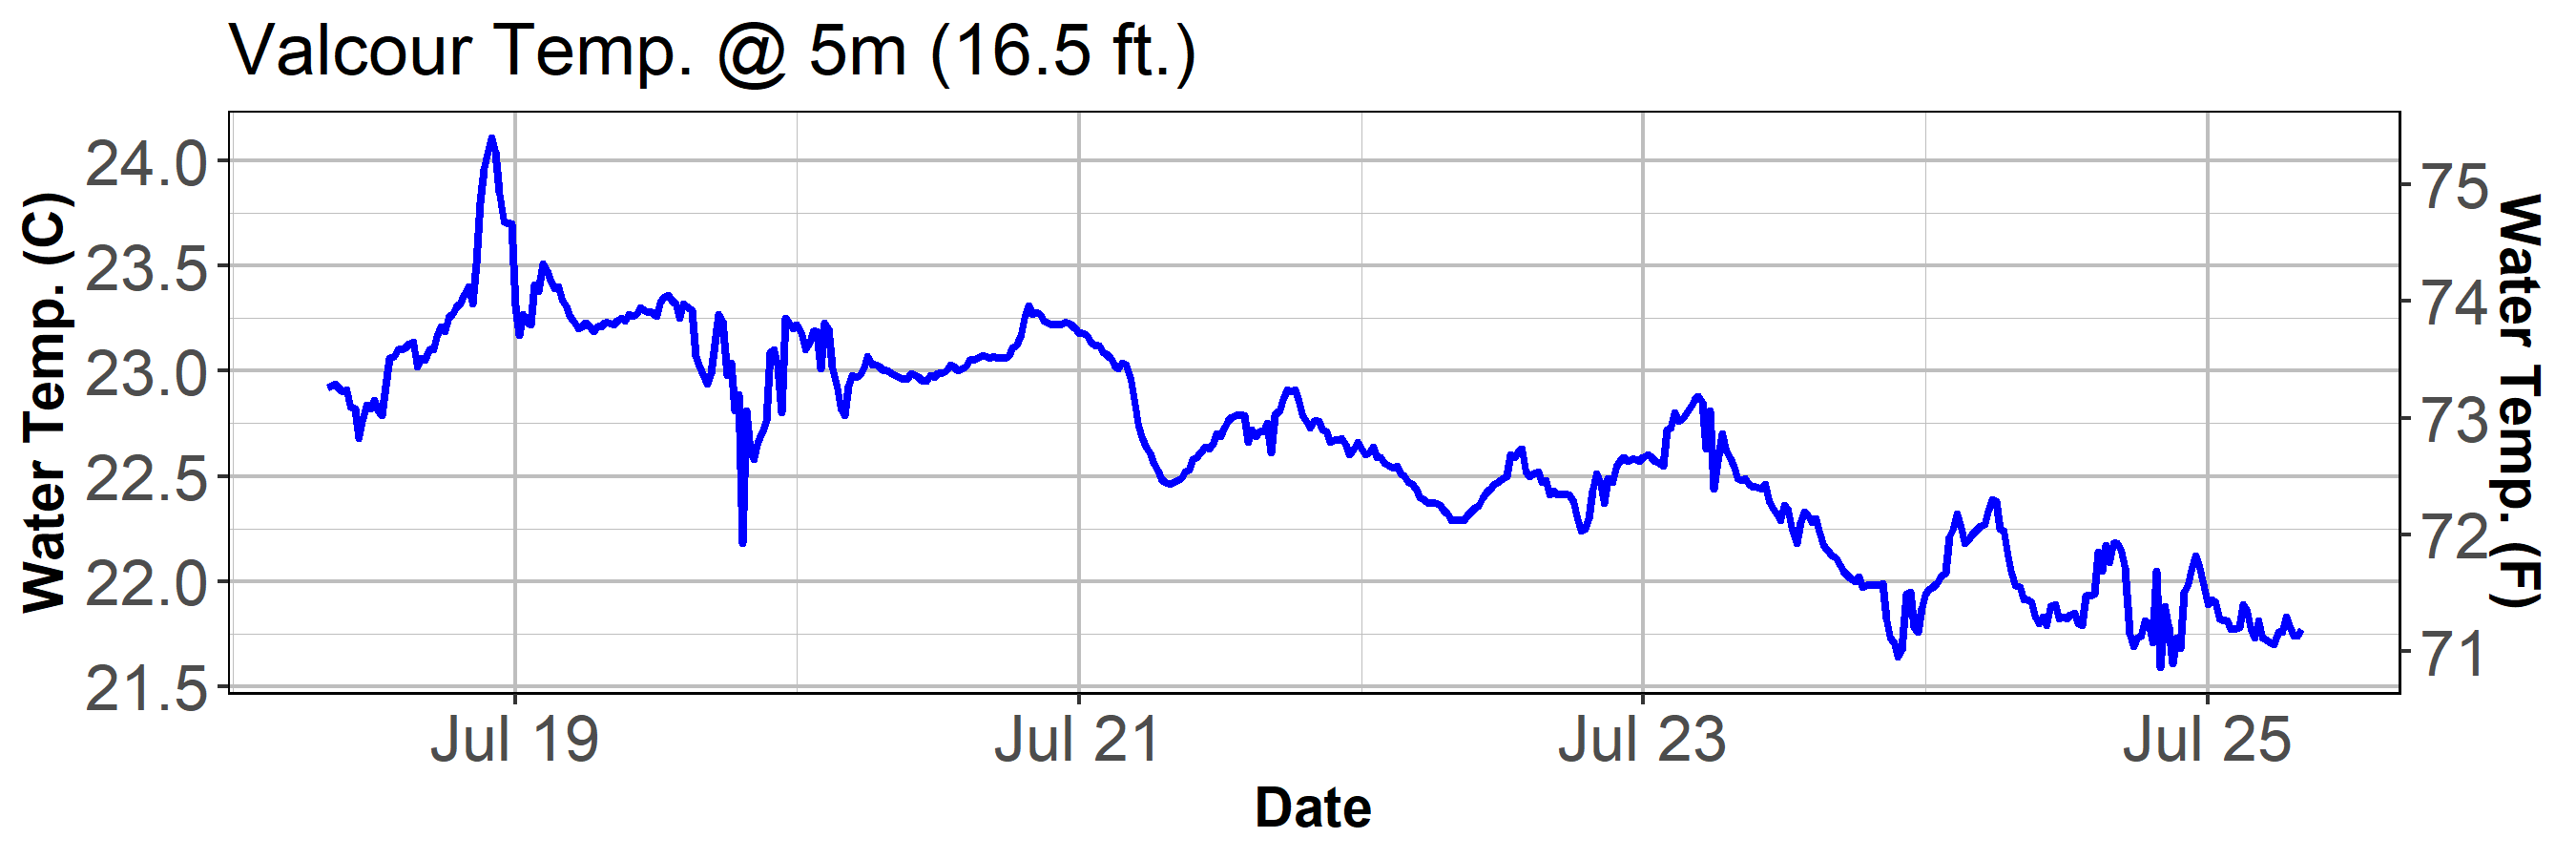 Valcour Temp. @ 5m (16.5 ft.)
Water Temp. (C)
24.0
23.5
23.0
22.5
22.0
21.5
75
74
73
72
71
Water Temp. (F)
Jul 19
Jul 21
Jul 23
Jul 25
Date